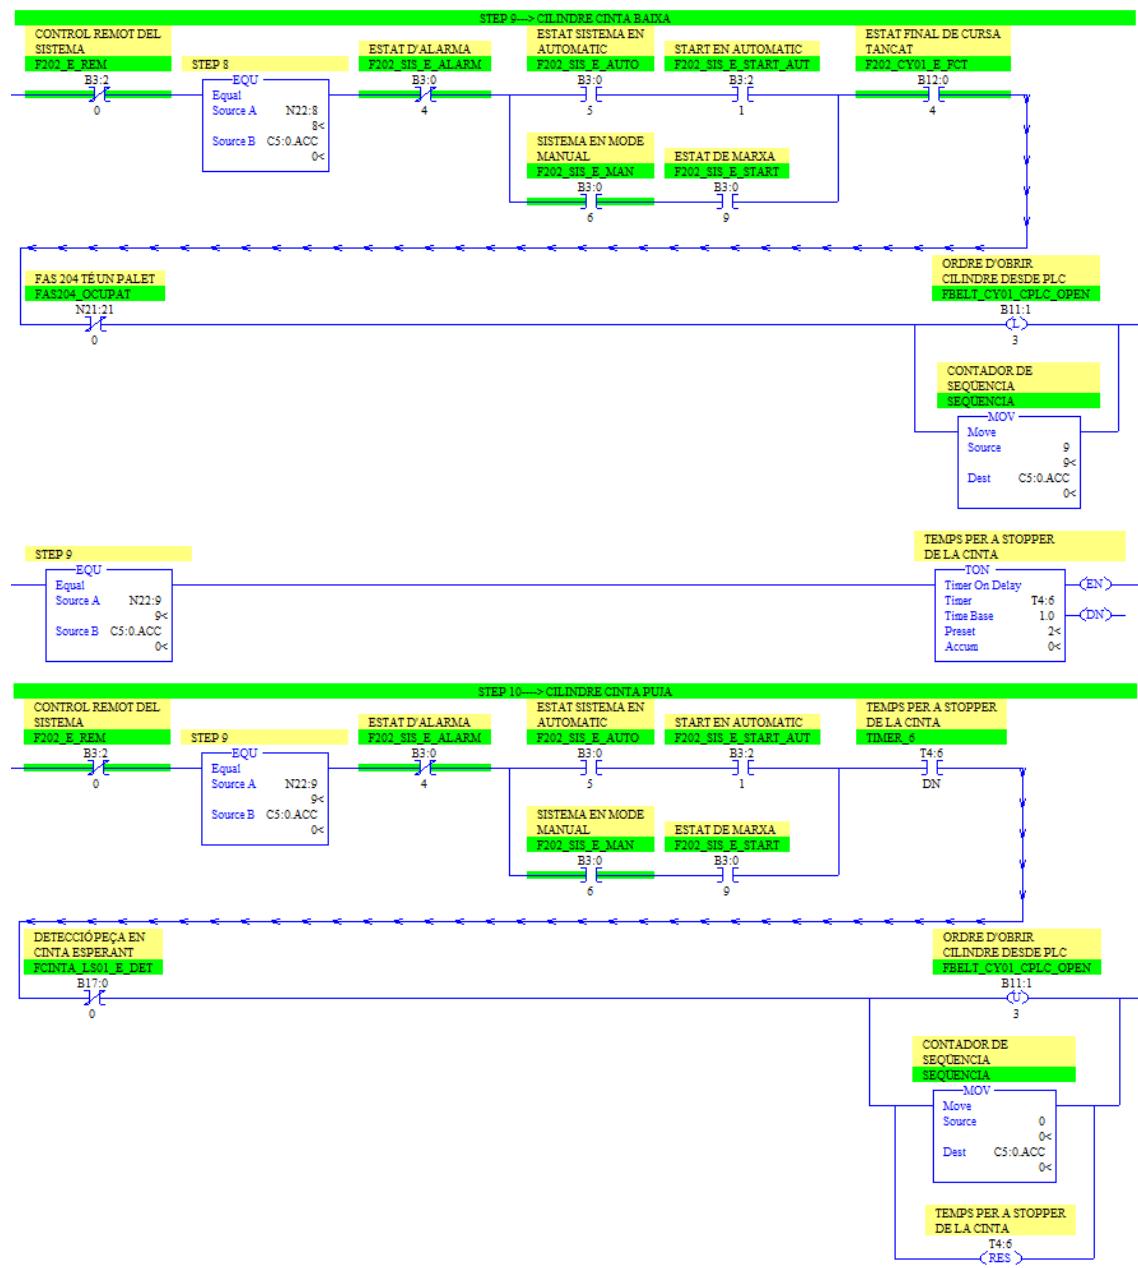 STEP 9---> CILINDRE CINTA BAIXA
CONTROL REMOT DEL
SISTEMA
F202_E_REM
B3:2
0
STEP 8
EQU
Equal
Source A N22:8
8<
Source B C5:0.ACC
0<
ESTAT D'ALARMA
F202_SIS_E_ALARM
B3:0
4
ESTAT SISTEMA EN
AUTOMATIC
F202_SIS_E_AUTO
B3:0
5
START EN AUTOMATIC
F202_SIS_E_START_AUT
B3:2
1
ESTAT FINAL DE CURSA
TANCAT
F202_CY01_E_FCT
B12:0
4
SISTEMA EN MODE
MANUAL
F202_SIS_E_MAN
B3:0
6
ESTAT DE MARXA
F202_SIS_E_START
B3:0
9
FAS 204 TÉ UN PALET
FAS204_OCUPAT
N21:21
0
ORDRE D'OBRIR
CILINDRE DESDE PLC
FBELT_CY01_CPLC_OPEN
B11:1
L
3
CONTADOR DE
SEQÜENCIA
SEQÜENCIA
MOV
Move
Source 9
9<
Dest C5:0.ACC
0<
STEP 9
EQU
Equal
Source A N22:9
9<
Source B C5:0.ACC
0<
TEMPS PER A STOPPER
DE LA CINTA
TON
Timer On Delay
Timer T4:6
Time Base 1.0
Preset 2<
Accum 0<
EN
DN
STEP 10----> CILINDRE CINTA PUJA
CONTROL REMOT DEL
SISTEMA
F202_E_REM
B3:2
0
STEP 9
EQU
Equal
Source A N22:9
9<
Source B C5:0.ACC
0<
ESTAT D'ALARMA
F202_SIS_E_ALARM
B3:0
4
ESTAT SISTEMA EN
AUTOMATIC
F202_SIS_E_AUTO
B3:0
5
START EN AUTOMATIC
F202_SIS_E_START_AUT
B3:2
1
TEMPS PER A STOPPER
DE LA CINTA
TIMER_6
T4:6
DN
SISTEMA EN MODE
MANUAL
F202_SIS_E_MAN
B3:0
6
ESTAT DE MARXA
F202_SIS_E_START
B3:0
9
DETECCIÓ PEÇA EN
CINTA ESPERANT
FCINTA_LS01_E_DET
B17:0
0
ORDRE D'OBRIR
CILINDRE DESDE PLC
FBELT_CY01_CPLC_OPEN
B11:1
U
3
CONTADOR DE
SEQÜENCIA
SEQÜENCIA
MOV
Move
Source 0
0<
Dest C5:0.ACC
0<
TEMPS PER A STOPPER
DE LA CINTA
T4:6
RES